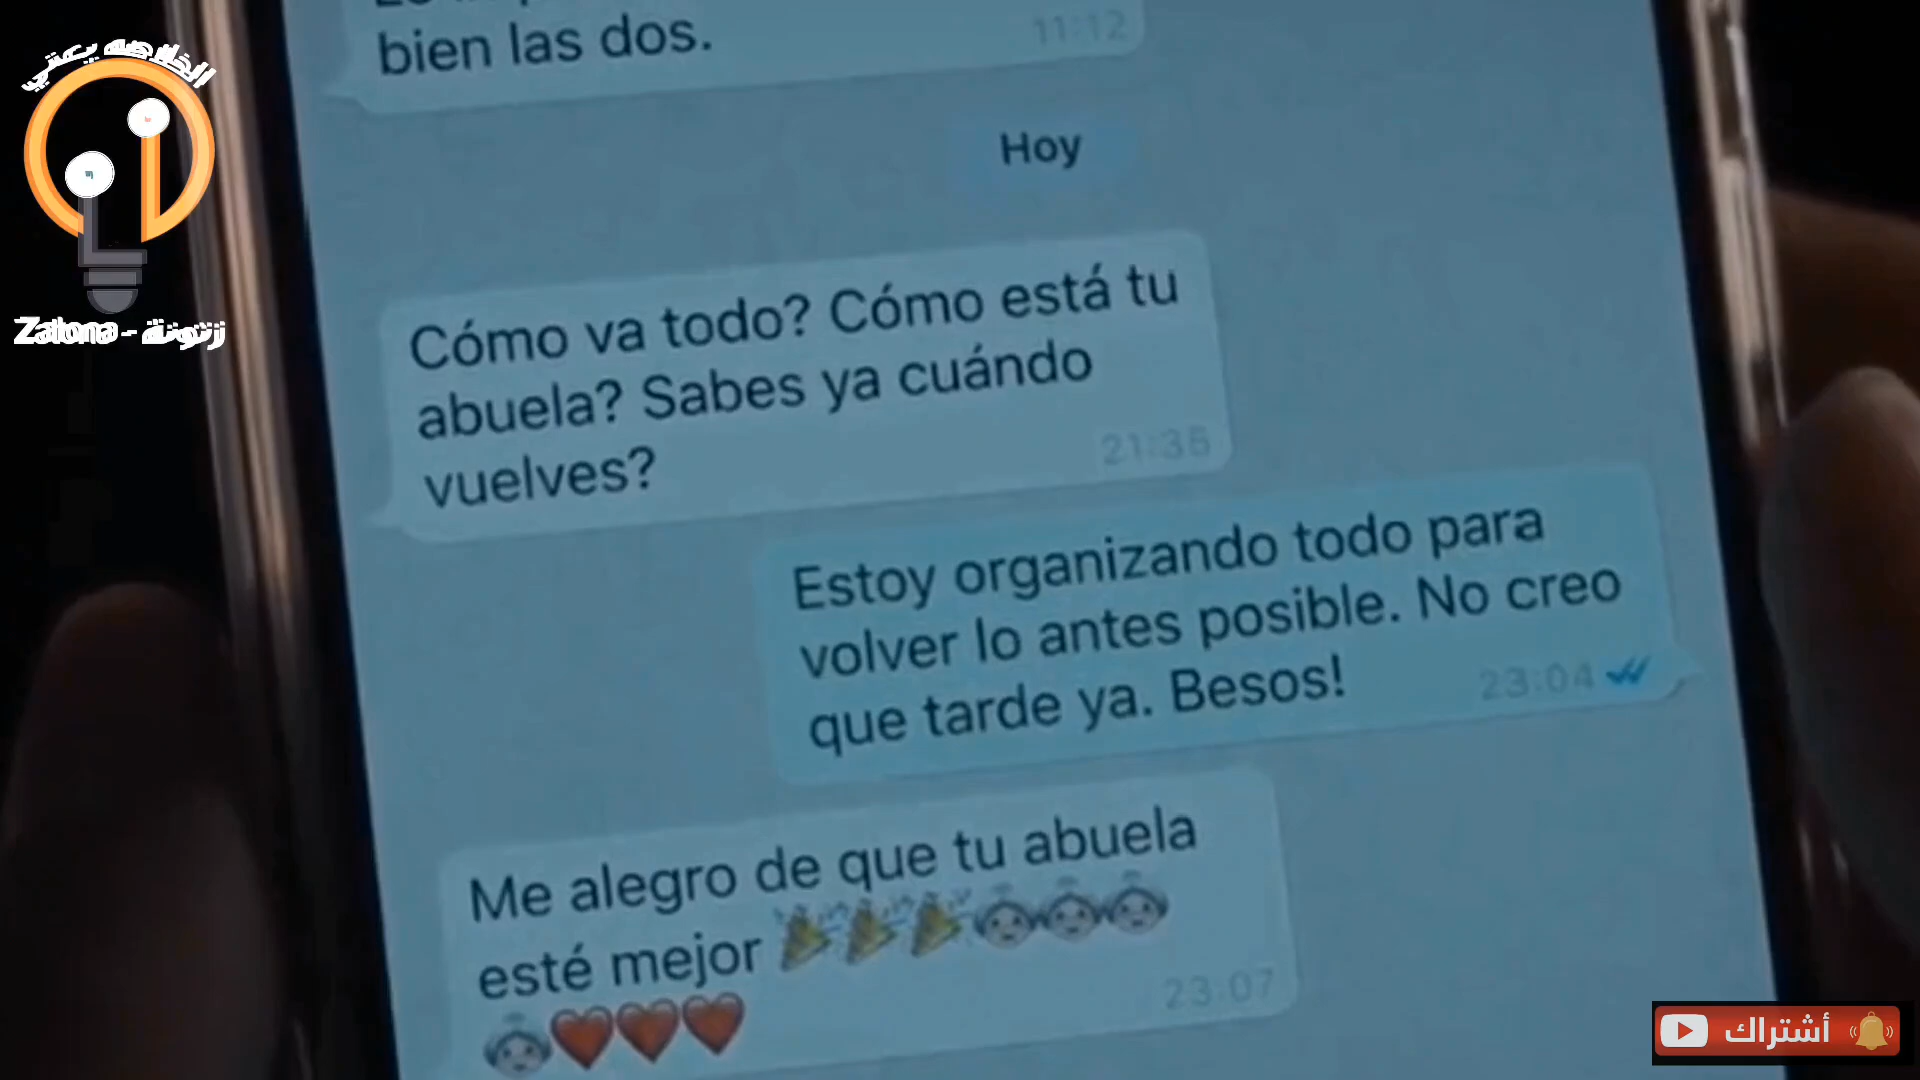 الخلاصه يعني
bien las dos.
11:12
Hoy
Cómo va todo? Cómo está tu
abuela? Sabes ya cuándo
vuelves?
21:36
Estoy organizando todo para
volver lo antes posible. No creo
que tarde ya. Besos!
23:04
Me alegro de que tu abuela
esté mejor 🎉🎉🎉👵👵👵
👵❤️❤️❤️
23:07
Zatona - زتونة
أشتراك